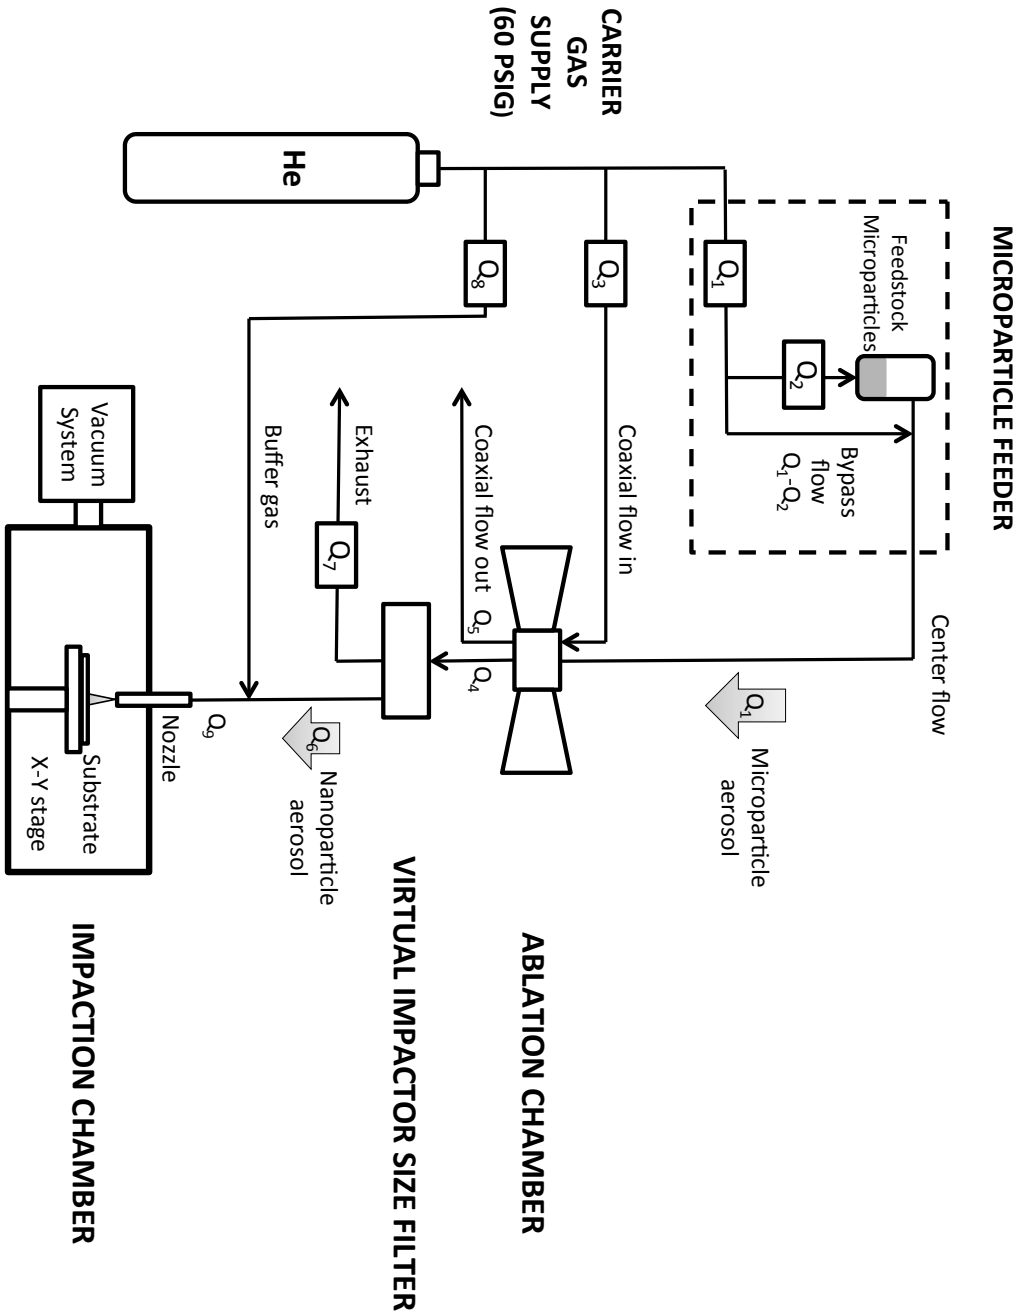 MICROPARTICLE FEEDER
CARRIER
GAS
SUPPLY
(60 PSIG)
He
Feedstock
Microparticles
Q₁
Q₂
Bypass
flow
Q₁-Q₂
Center flow
Q₃
Coaxial flow in
Q₁
Microparticle
aerosol
Q₈
Coaxial flow out
Q₅
Q₄
ABLATION CHAMBER
Exhaust
Q₇
VIRTUAL IMPACTOR SIZE FILTER
Buffer gas
Q₆
Nanoparticle
aerosol
Q₉
Nozzle
Vacuum
System
Substrate
X-Y stage
IMPACTION CHAMBER